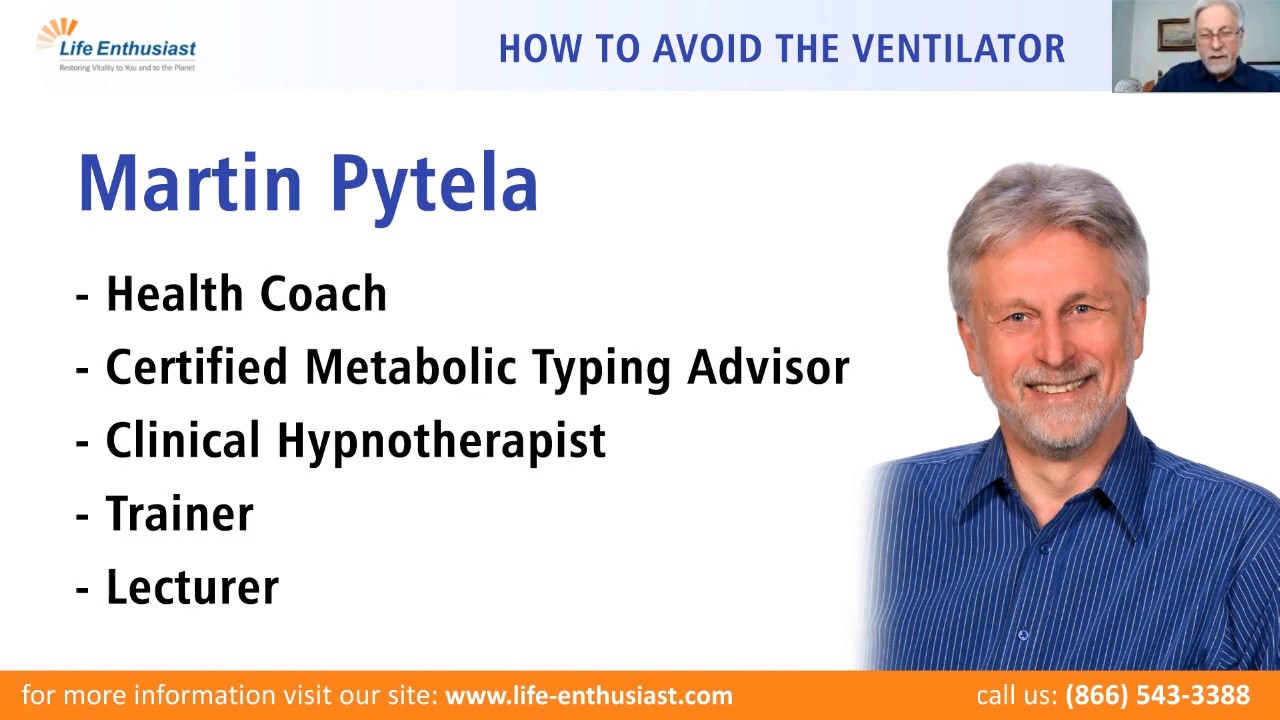 Life Enthusiast
Restoring Vitality to You and to the Planet
HOW TO AVOID THE VENTILATOR
Martin Pytela
- Health Coach
- Certified Metabolic Typing Advisor
- Clinical Hypnotherapist
- Trainer
- Lecturer
for more information visit our site: www.life-enthusiast.com
call us: (866) 543-3388